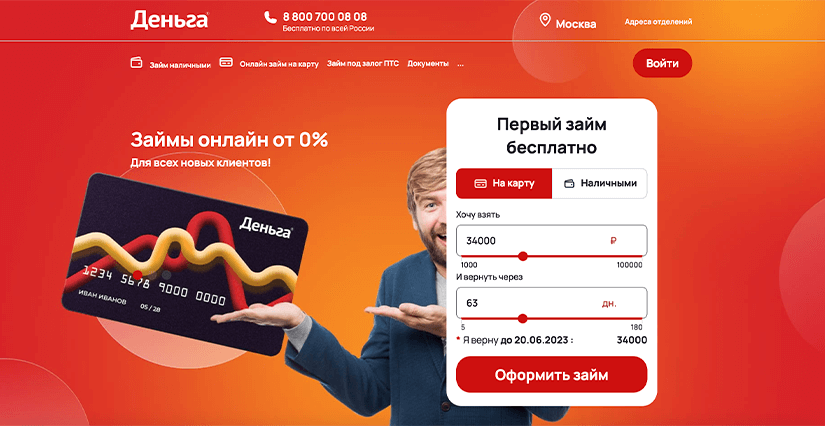 Деньга
8 800 700 08 08
Бесплатно по всей России
Москва
Адреса отделений
Займ наличными
Онлайн займ на карту
Займ под залог ПТС
Документы
...
Войти
Займы онлайн от 0%
Для всех новых клиентов!
Деньга
1234 5678 9000 0000
ИВАН ИВАНОВ
05 / 28
Первый займ
бесплатно
На карту
Наличными
Хочу взять
34000 ₽
1000 100000
И вернуть через
63 дн.
5 180
* Я верну до 20.06.2023 : 34000
Оформить займ